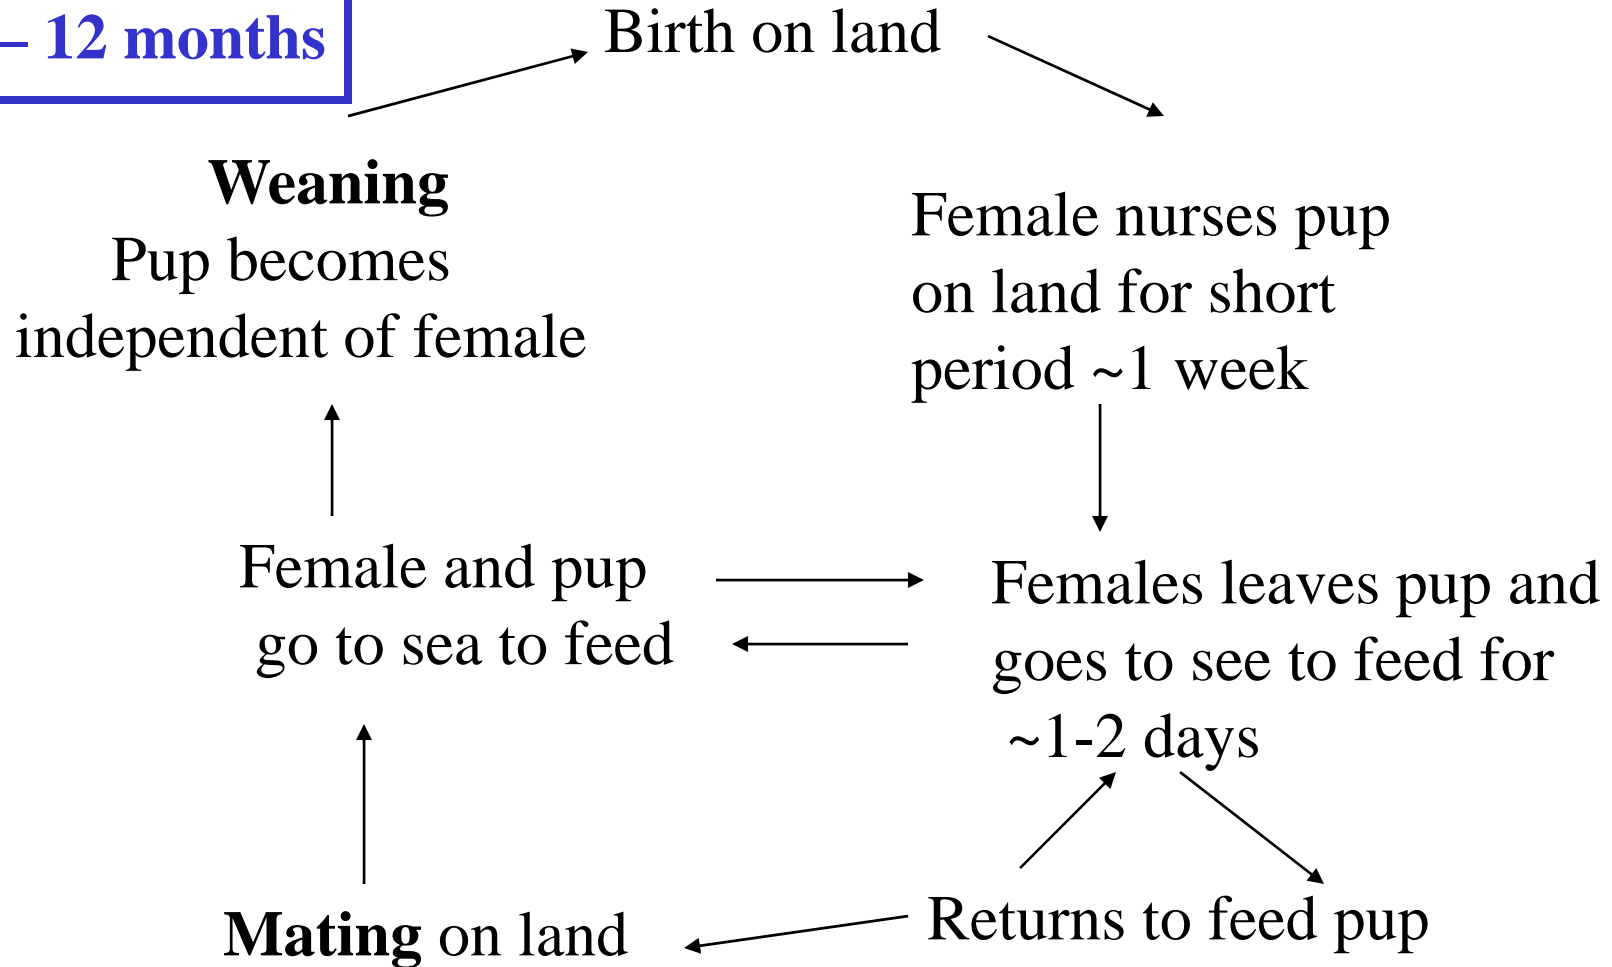 – 12 months
Birth on land
Weaning
Pup becomes
independent of female
Female nurses pup
on land for short
period ~1 week
Female and pup
go to sea to feed
Females leaves pup and
goes to see to feed for
~1-2 days
Mating on land
Returns to feed pup